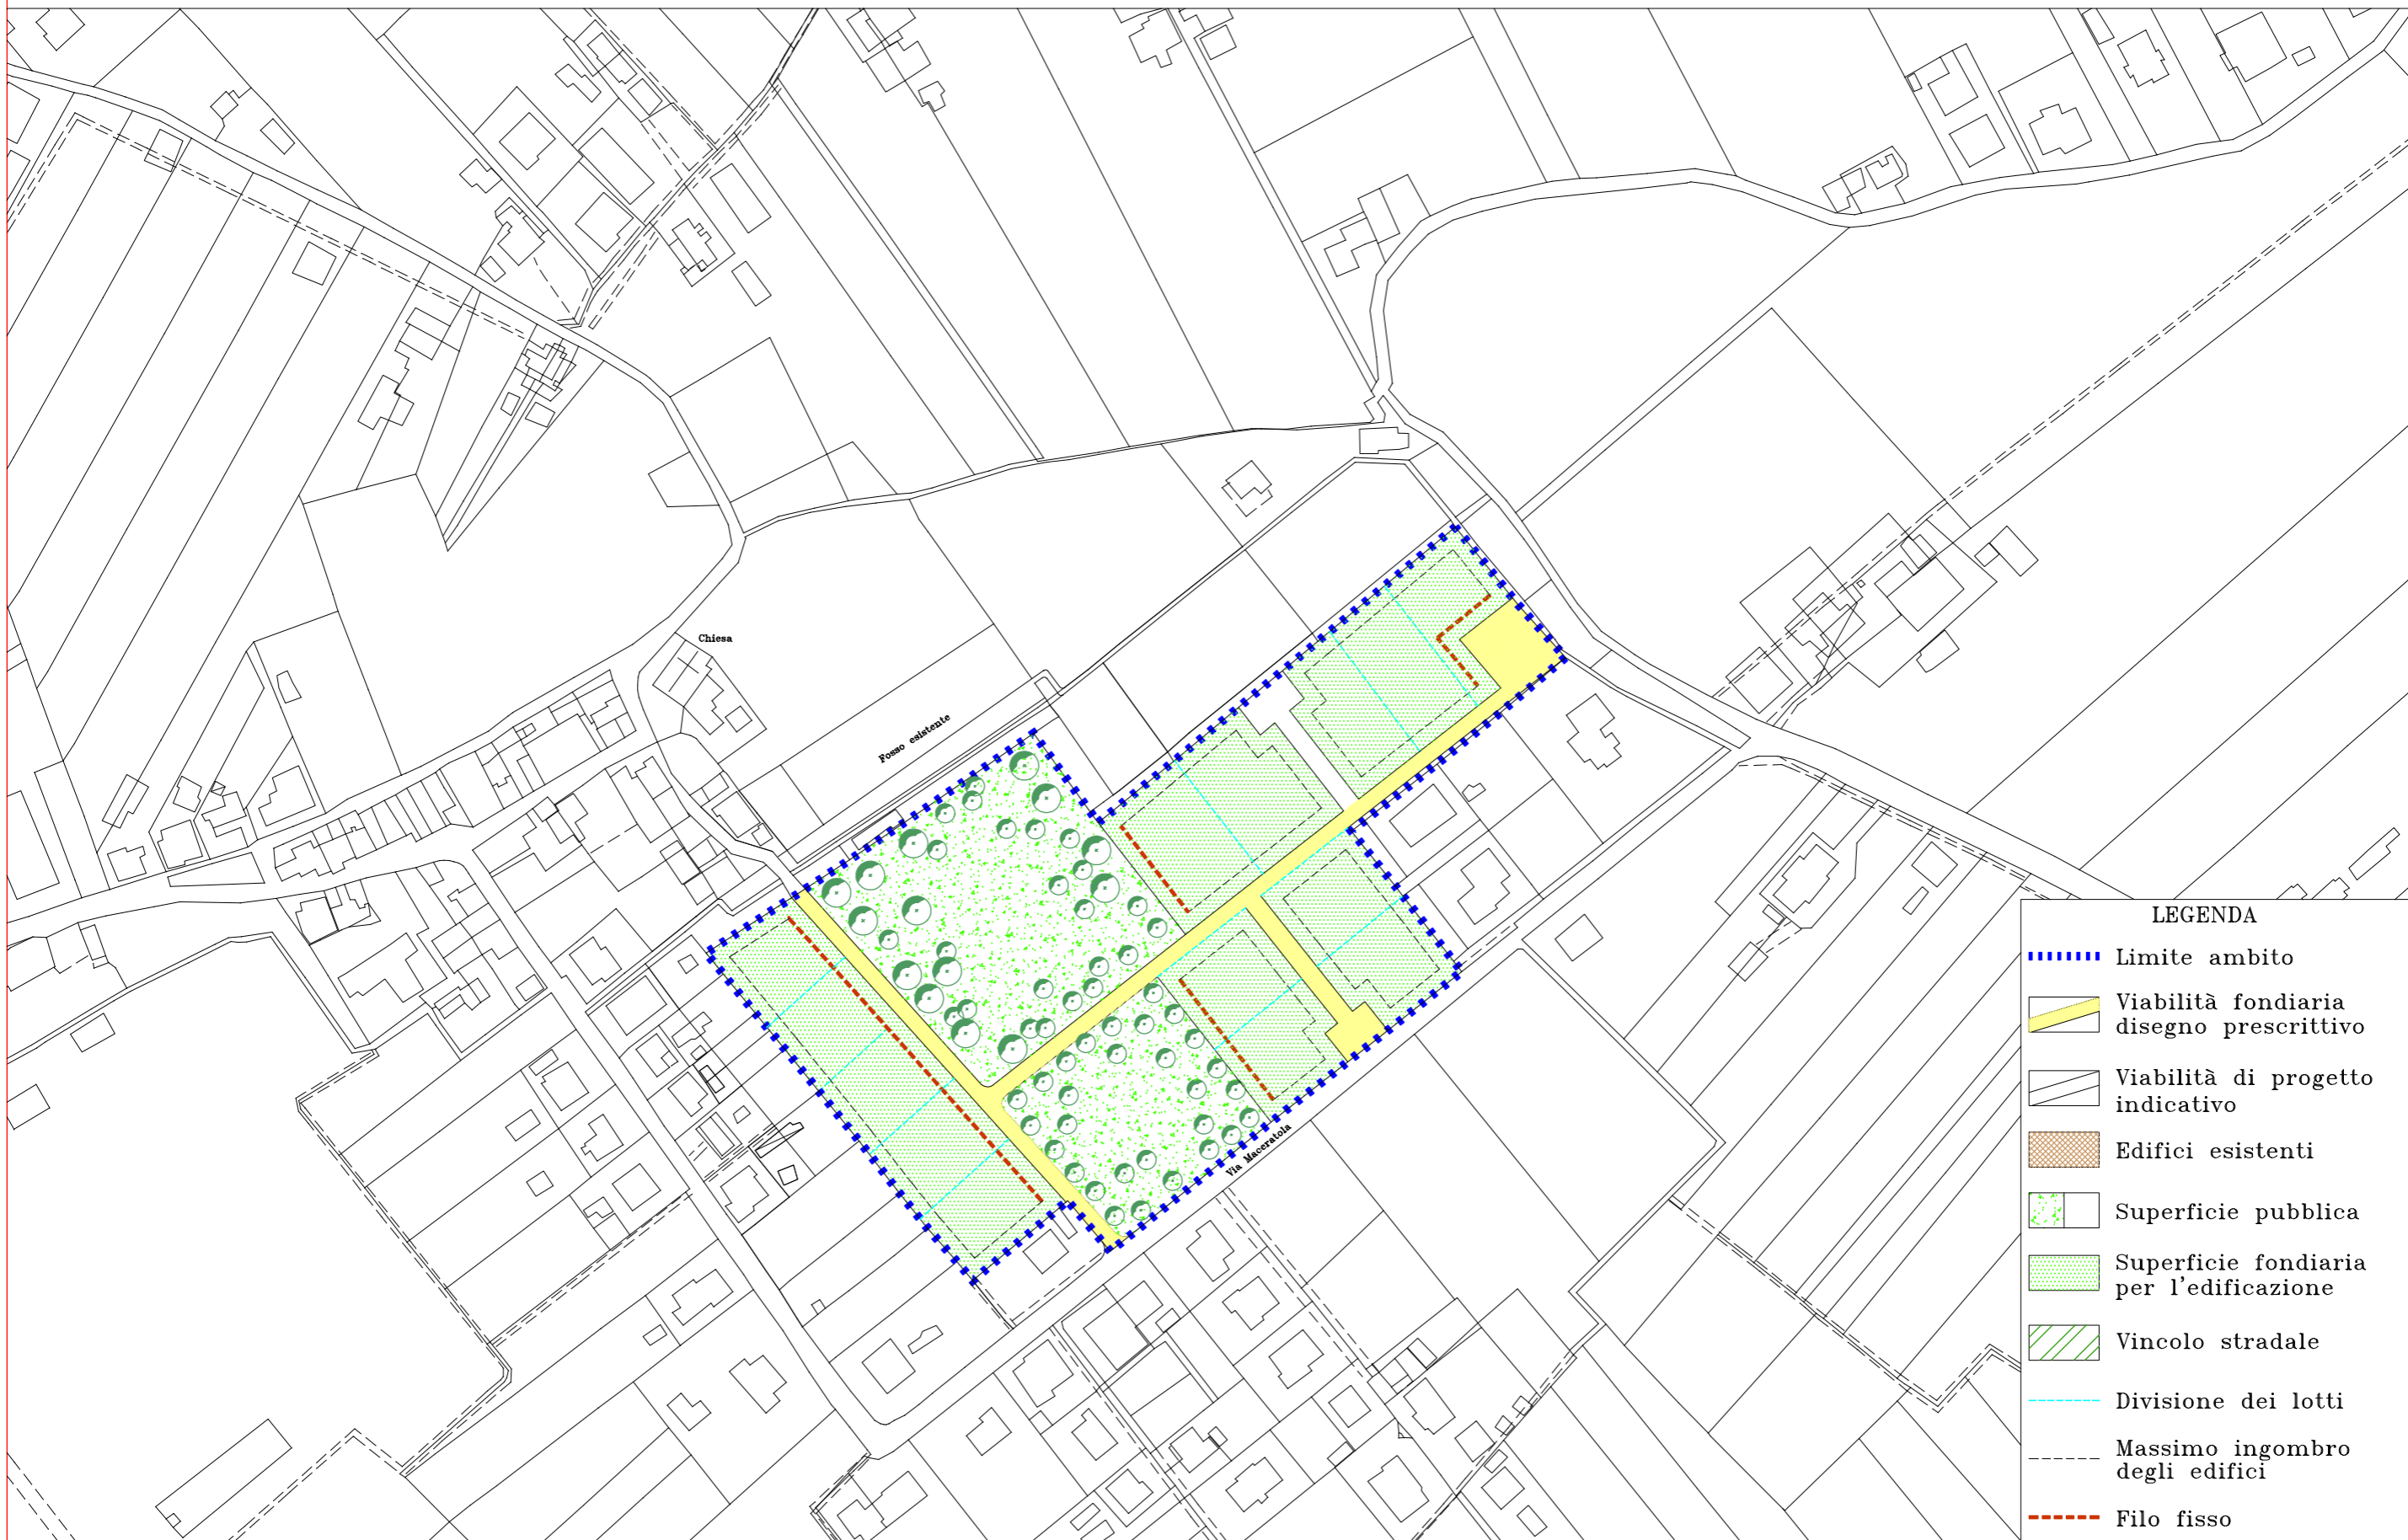 Chiesa
Fosso esistente
Via Maceratola
LEGENDA
Limite ambito
Viabilità fondiaria
disegno prescrittivo
Viabilità di progetto
indicativo
Edifici esistenti
Superficie pubblica
Superficie fondiaria
per l'edificazione
Vincolo stradale
Divisione dei lotti
Massimo ingombro
degli edifici
Filo fisso